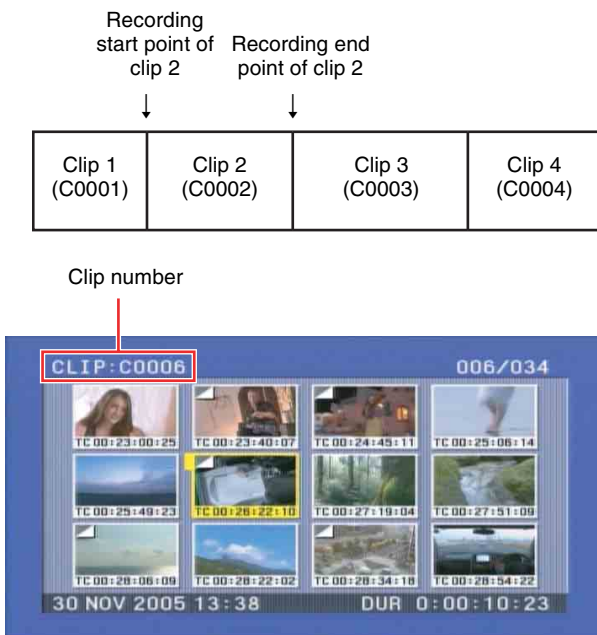 Recording
start point of
clip 2
Recording end
point of clip 2
Clip 1
(C0001)
Clip 2
(C0002)
Clip 3
(C0003)
Clip 4
(C0004)
Clip number
CLIP:C0006
006/034
TC 00:23:00:25
TC 00:23:40:07
TC 00:24:45:11
TC 00:25:06:14
TC 00:25:49:23
TC 00:26:22:10
TC 00:27:19:04
TC 00:27:51:09
TC 00:28:06:09
TC 00:28:22:02
TC 00:28:34:18
TC 00:28:54:22
30 NOV 2005 13:38
DUR 0:00:10:23